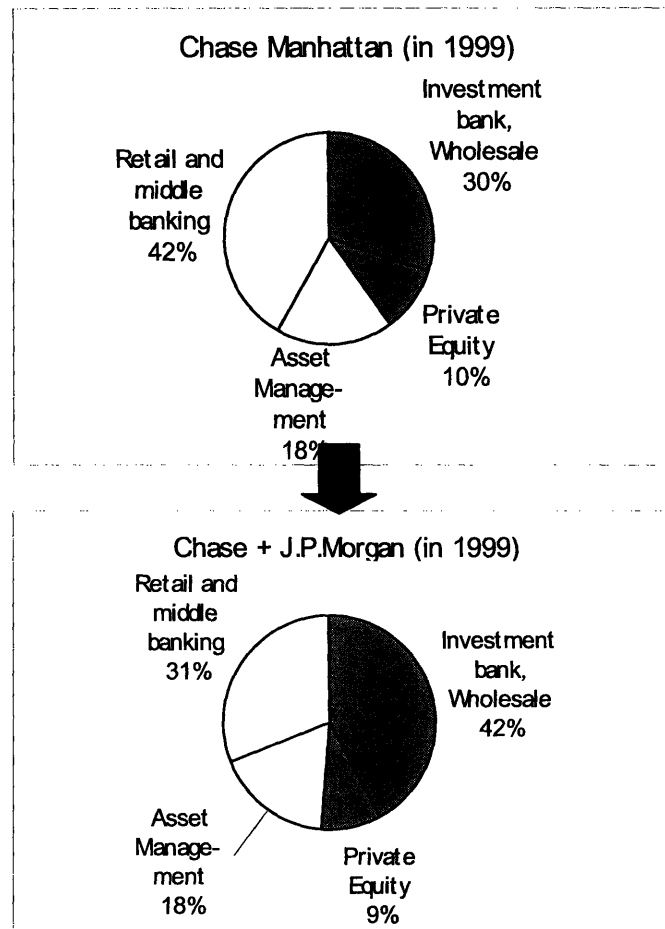 Chase Manhattan (in 1999)
Investment
bank,
Wholesale
30%
Retail and
middle
banking
42%
Private
Equity
10%
Asset
Manage-
ment
18%
Chase + J.P.Morgan (in 1999)
Retail and
middle
banking
31%
Investment
bank,
Wholesale
42%
Asset
Manage-
ment
18%
Private
Equity
9%